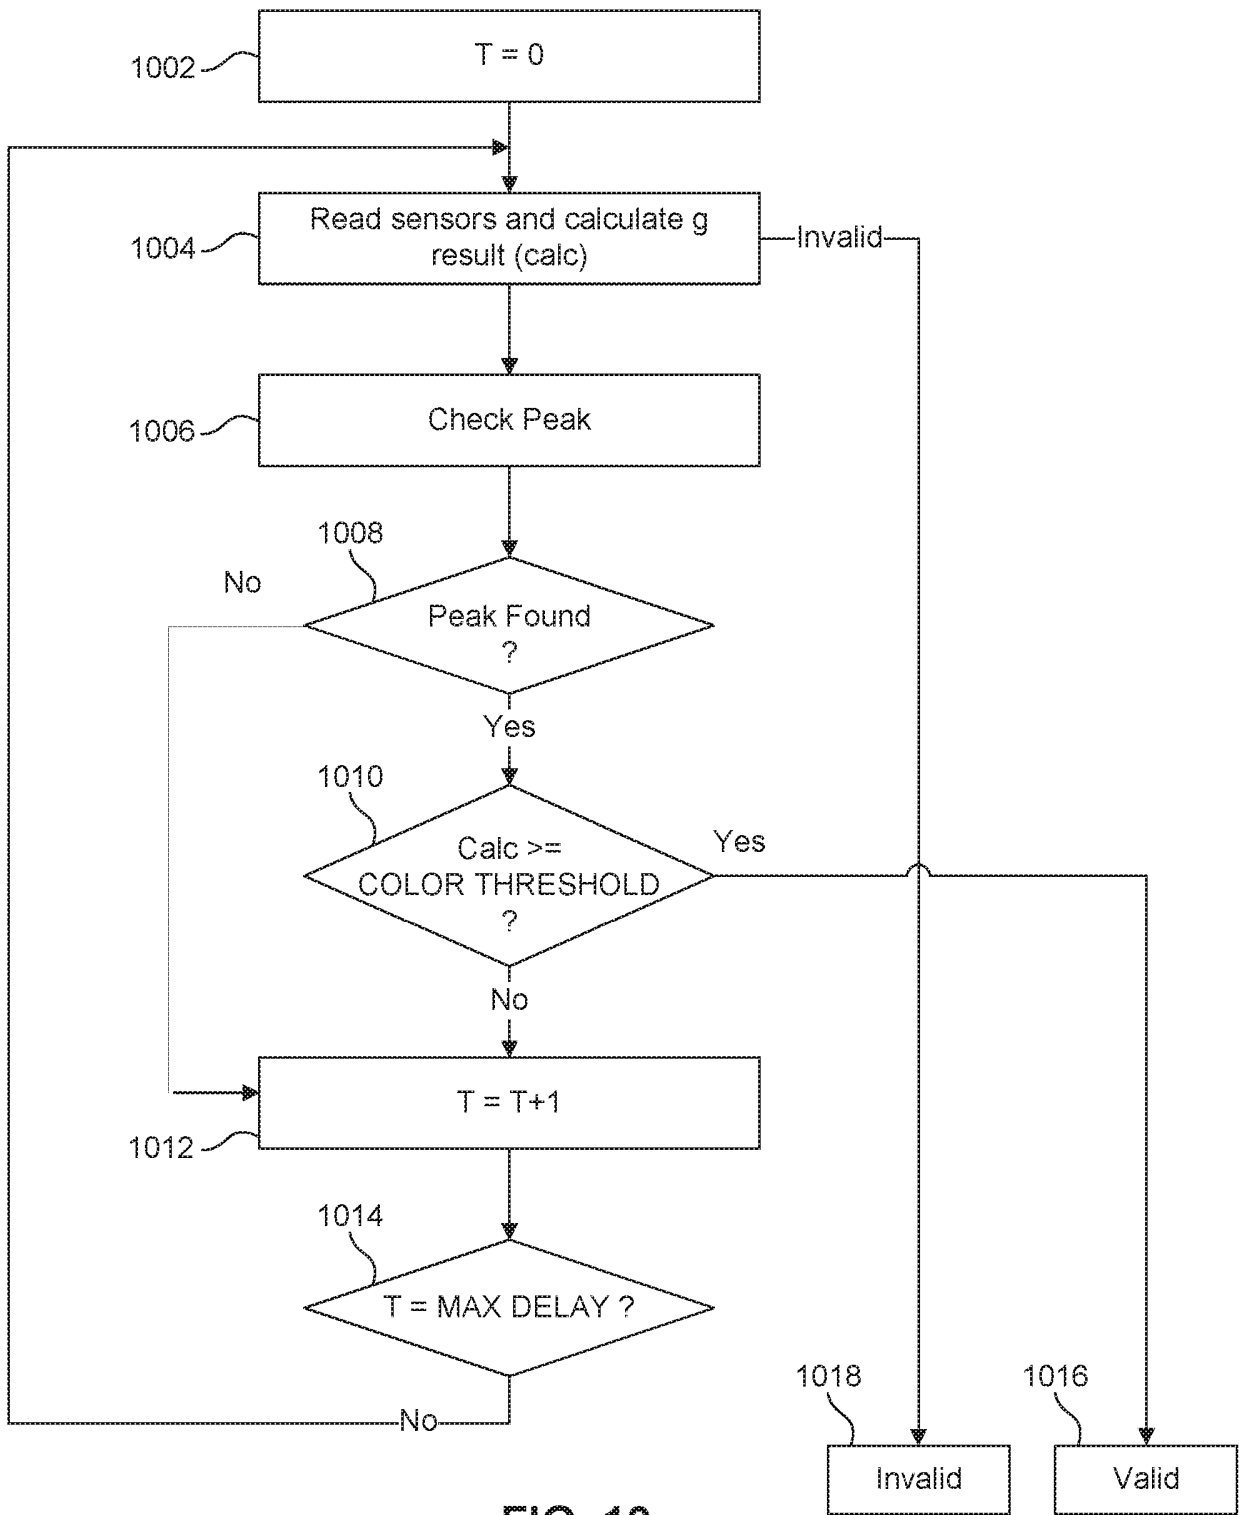 T = 0
1002
Read sensors and calculate g
result (calc)
1004
Invalid
Check Peak
1006
1008
No
Peak Found
?
Yes
1010
Calc >=
COLOR THRESHOLD
?
Yes
No
T = T+1
1012
1014
T = MAX DELAY ?
No
1018
1016
Invalid
Valid